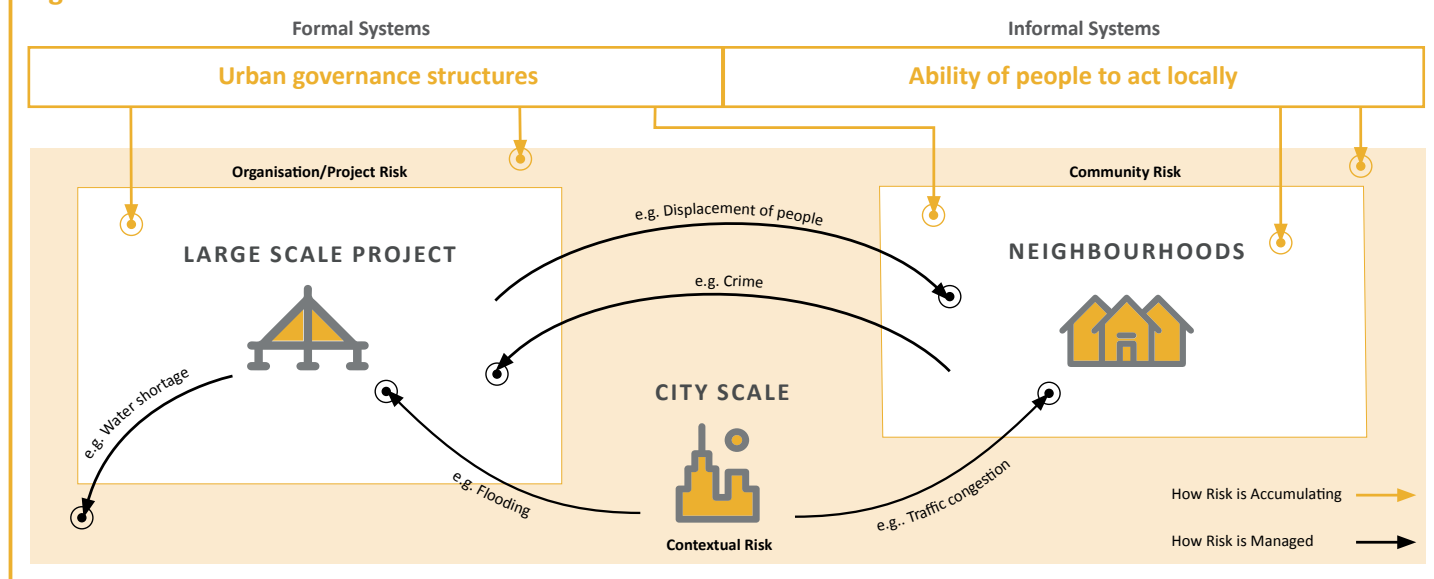 Formal Systems
Informal Systems
Urban governance structures
Ability of people to act locally
Organisation/Project Risk
Community Risk
e.g. Displacement of people
LARGE SCALE PROJECT
NEIGHBOURHOODS
e.g. Crime
e.g. Water shortage
CITY SCALE
e.g. Flooding
e.g.. Traffic congestion
How Risk is Accumulating
Contextual Risk
How Risk is Managed